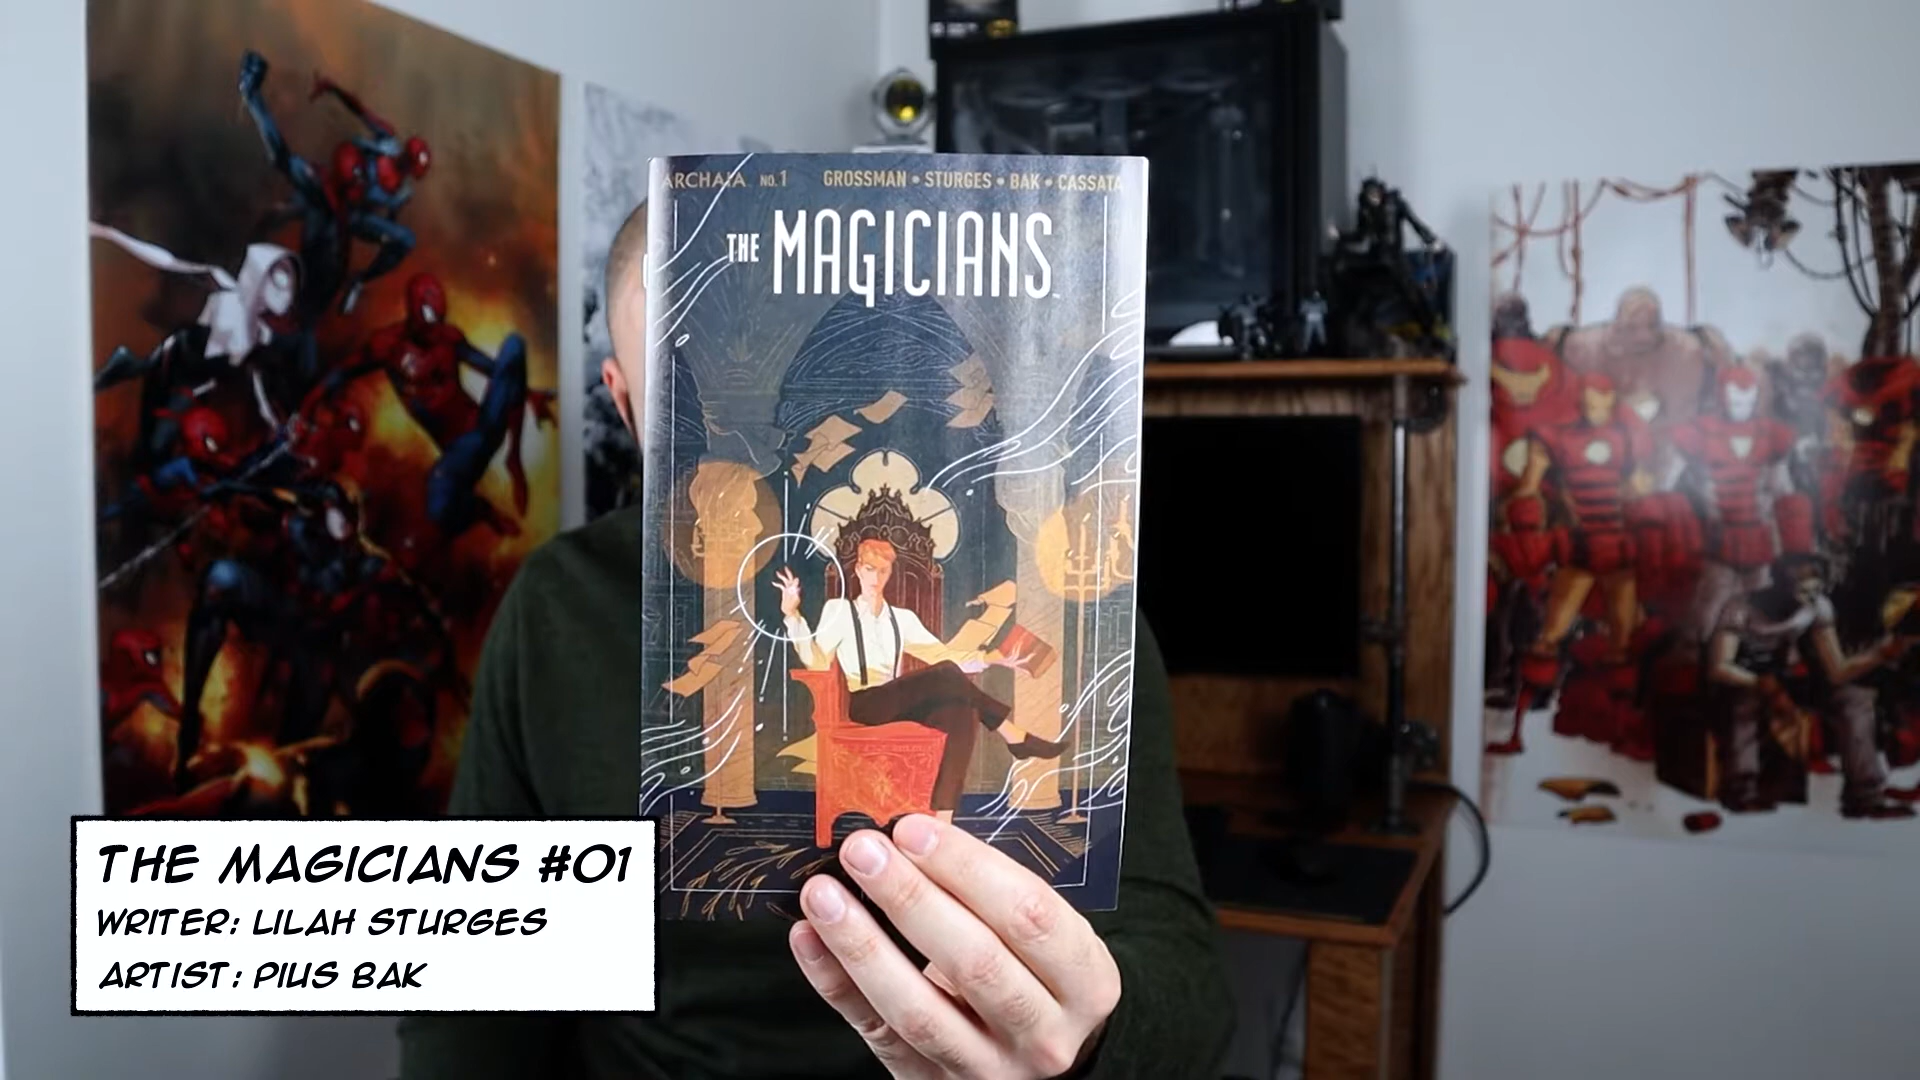 ARCHAIA NO.1 GROSSMAN • STURGES • BAK • CASSATA
THE MAGICIANS
THE MAGICIANS #01
WRITER: LILAH STURGES
ARTIST: PIUS BAK